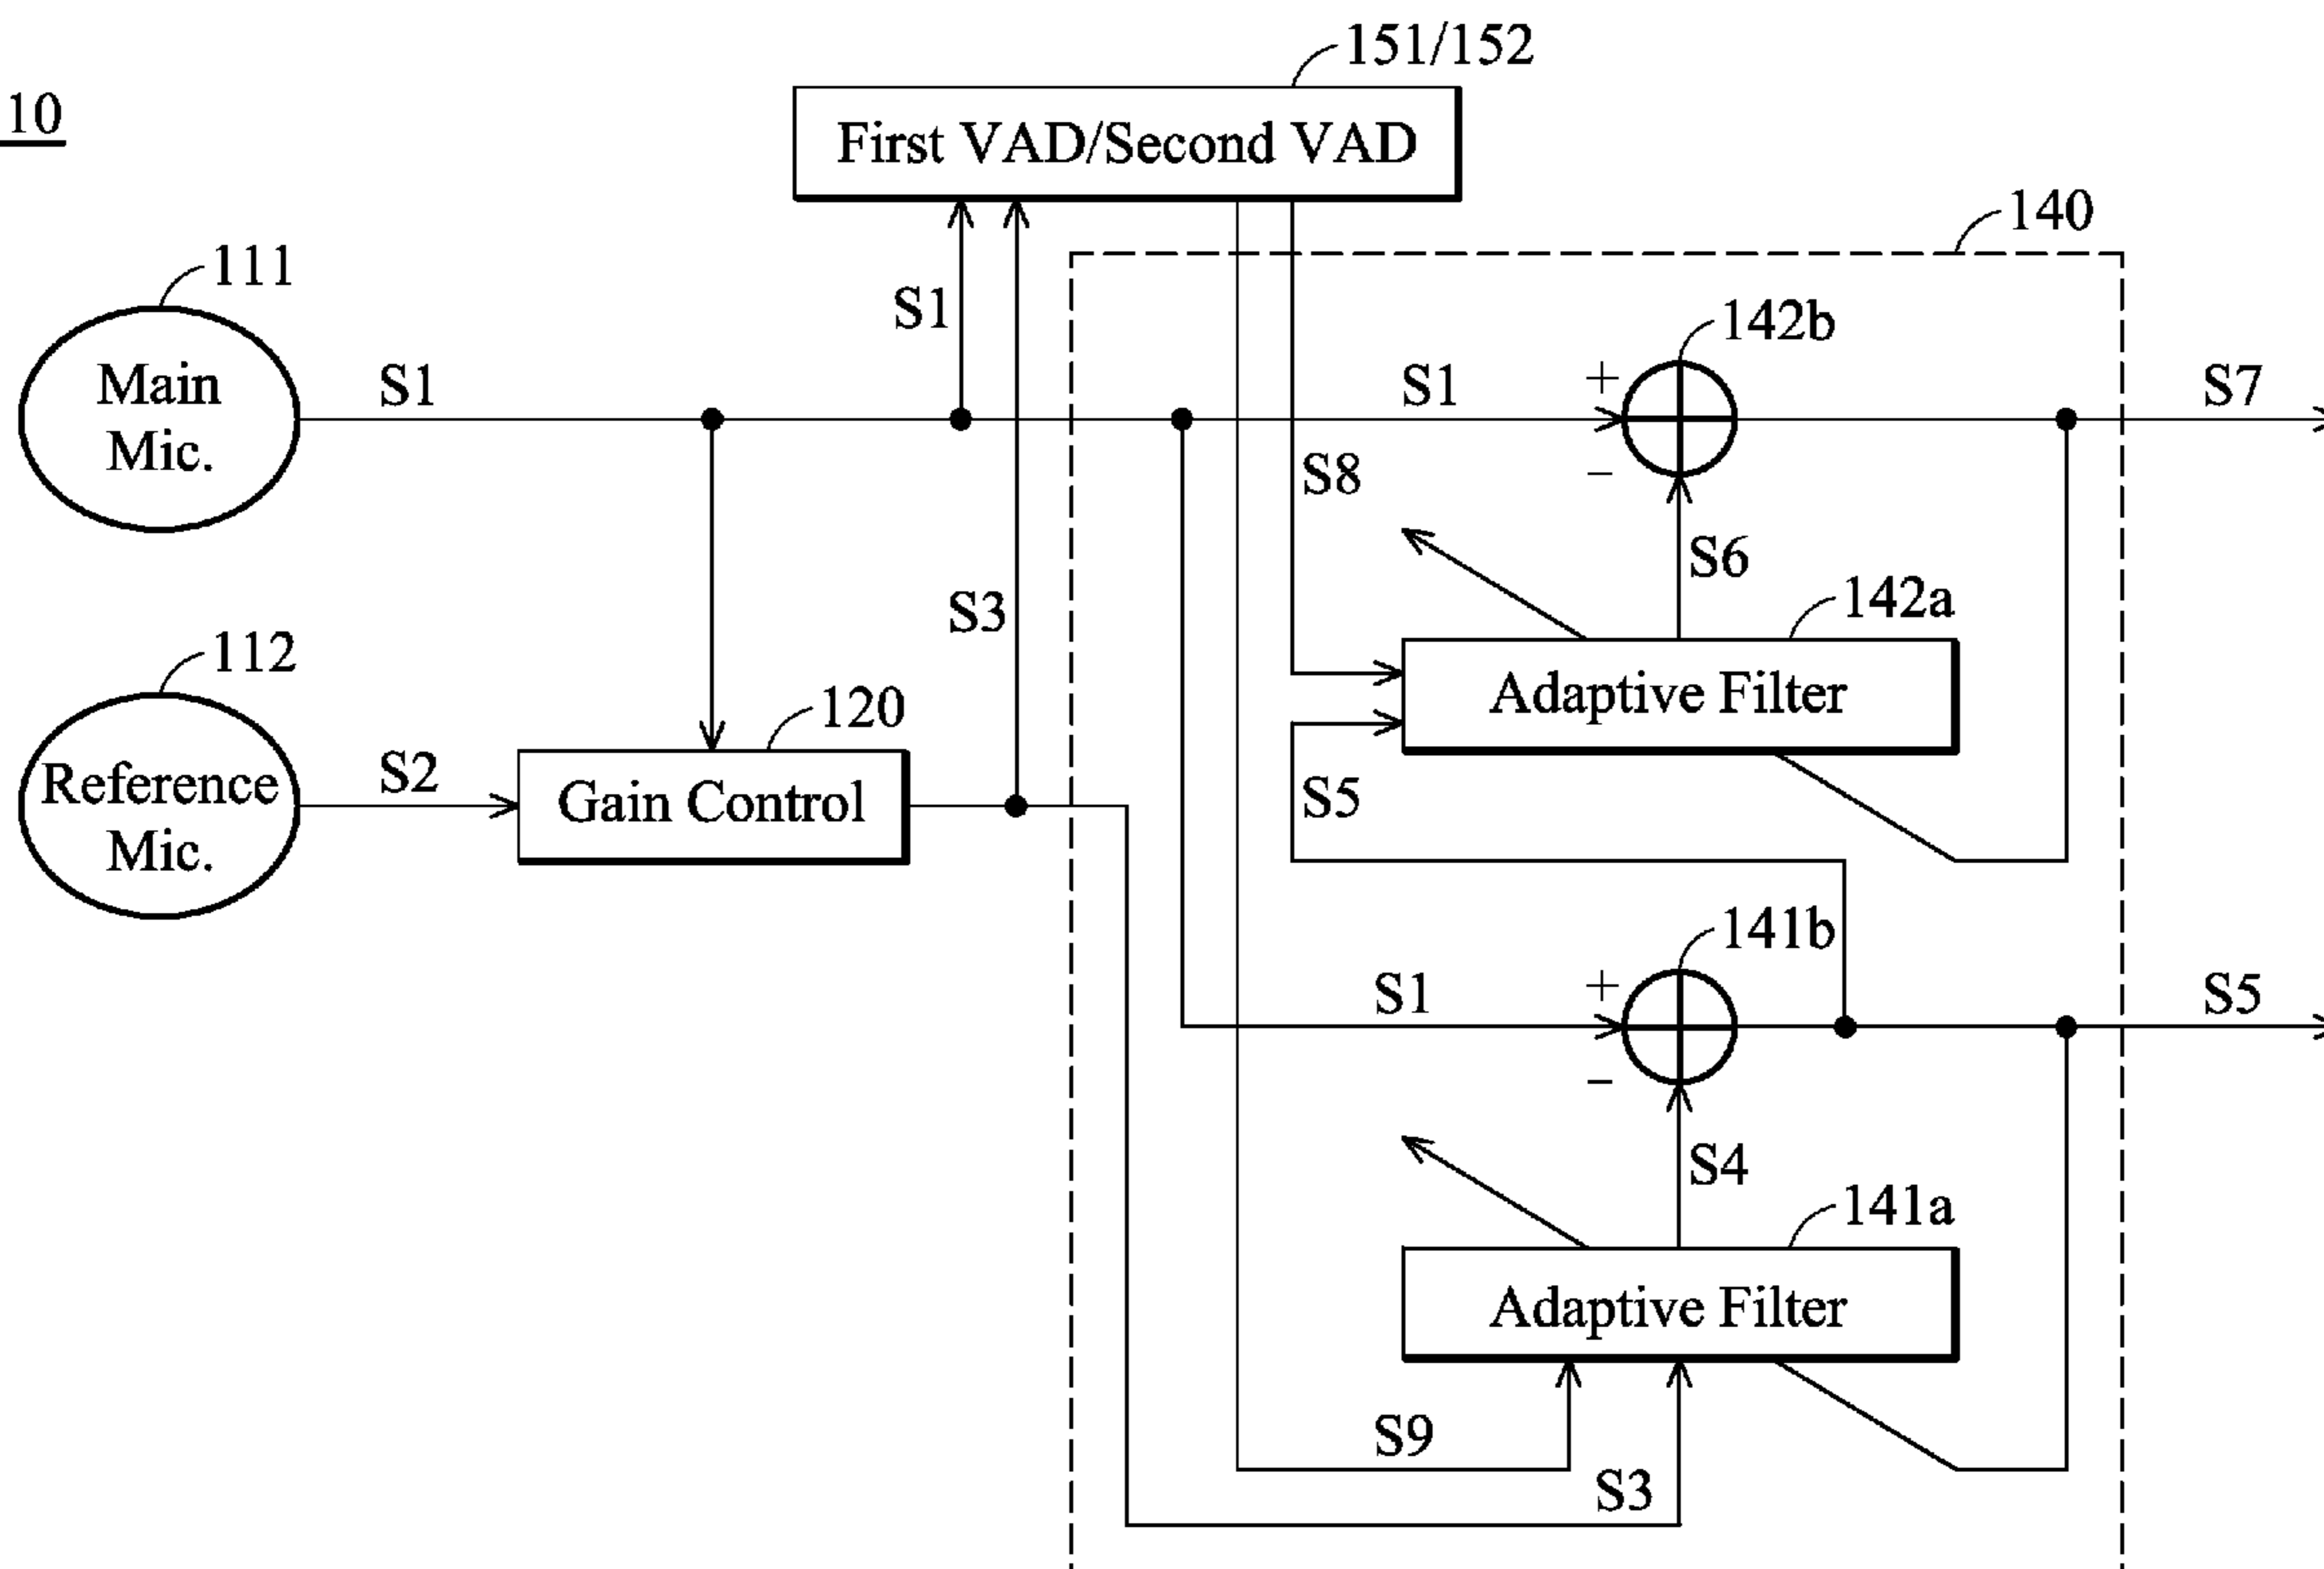 10
151/152
First VAD/Second VAD
140
111
Main
Mic.
S1
S1
S1
142b
+
−
S7
S8
S6
142a
Adaptive Filter
S3
112
Reference
Mic.
S2
120
Gain Control
S5
141b
S1
+
−
S5
S4
141a
Adaptive Filter
S9
S3